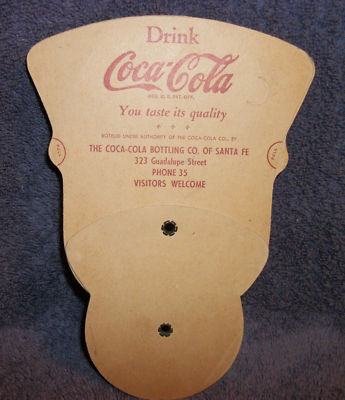 Drink
Coca-Cola
REG. U. S. PAT. OFF.
You taste its quality
BOTTLED UNDER AUTHORITY OF THE COCA-COLA CO., BY
THE COCA-COLA BOTTLING CO. OF SANTA FE
323 Guadalupe Street
PHONE 35
VISITORS WELCOME